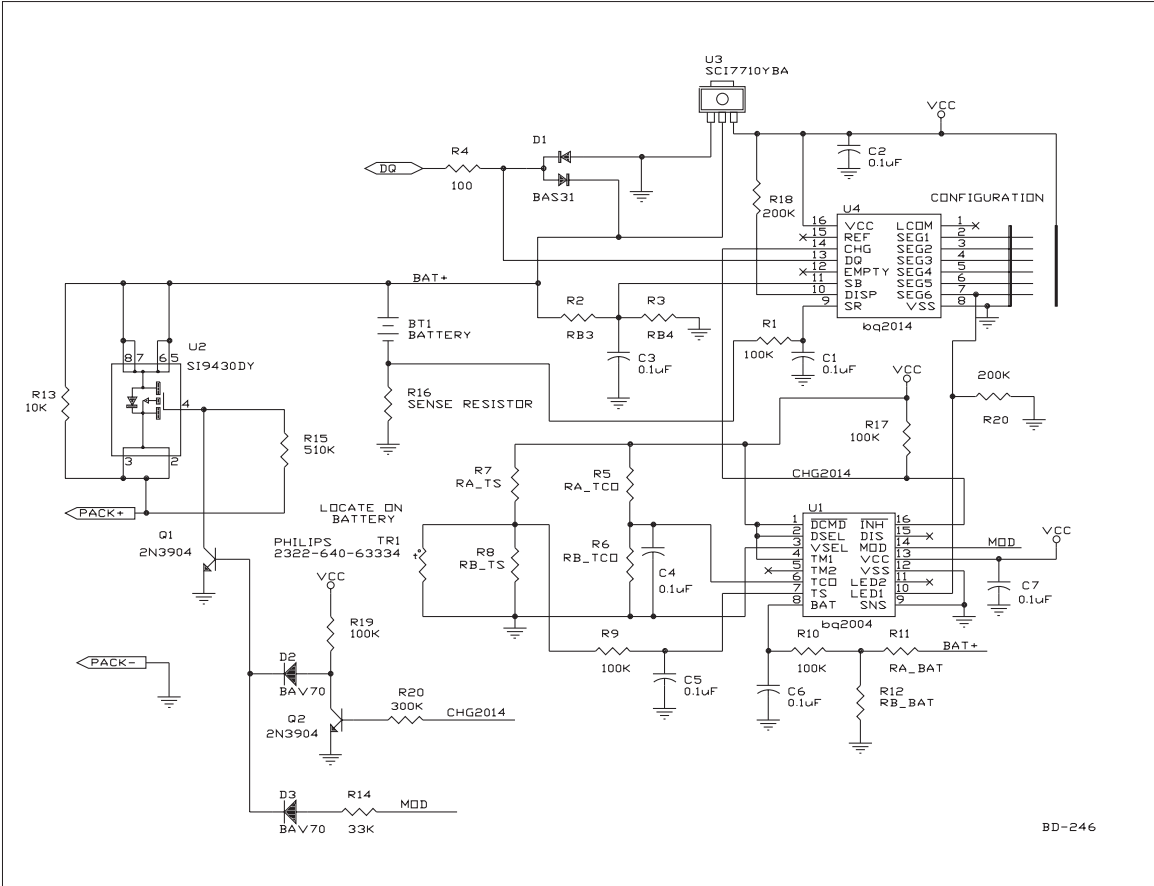 U3
SCI7710YBA
VCC
D1
R4
DQ
100
BAS31
C2
0.1uF
R18
200K
CONFIGURATION
U4
16 VCC LCOM 1
15 REF SEG1 2
14 CHG SEG2 3
13 DQ SEG3 4
12 EMPTY SEG4 5
11 SB SEG5 6
10 DISP SEG6 7
9 SR VSS 8
bq2014
BAT+
R2
RB3
R3
RB4
BT1
BATTERY
R1
100K
C1
0.1uF
C3
0.1uF
U2
SI9430DY
8 7 6 5
4
3 2
R13
10K
R16
SENSE RESISTOR
VCC
200K
R20
R15
510K
R17
100K
CHG2014
R7
RA_TS
R5
RA_TCO
PACK+
LOCATE ON
BATTERY
PHILIPS
2322-640-63334
TR1
t°
R8
RB_TS
R6
RB_TCO
C4
0.1uF
Q1
2N3904
U1
1 DCMD INH 16
2 DSEL DIS 15
3 VSEL MOD 14
4 TM1 VCC 13
5 TM2 VSS 12
6 TCO LED2 11
7 TS LED1 10
8 BAT SNS 9
bq2004
MOD
VCC
C7
0.1uF
VCC
R19
100K
R9
100K
C5
0.1uF
R10
100K
R11
RA_BAT
BAT+
C6
0.1uF
R12
RB_BAT
PACK-
D2
BAV70
Q2
2N3904
R20
300K
CHG2014
D3
BAV70
R14
33K
MOD
BD-246